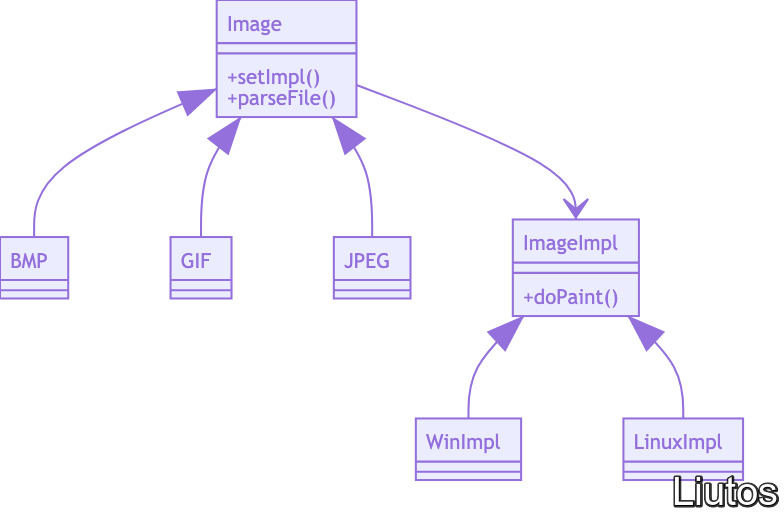 Image
+setImpl()
+parseFile()
BMP
GIF
JPEG
ImageImpl
+doPaint()
WinImpl
LinuxImpl
Liutos